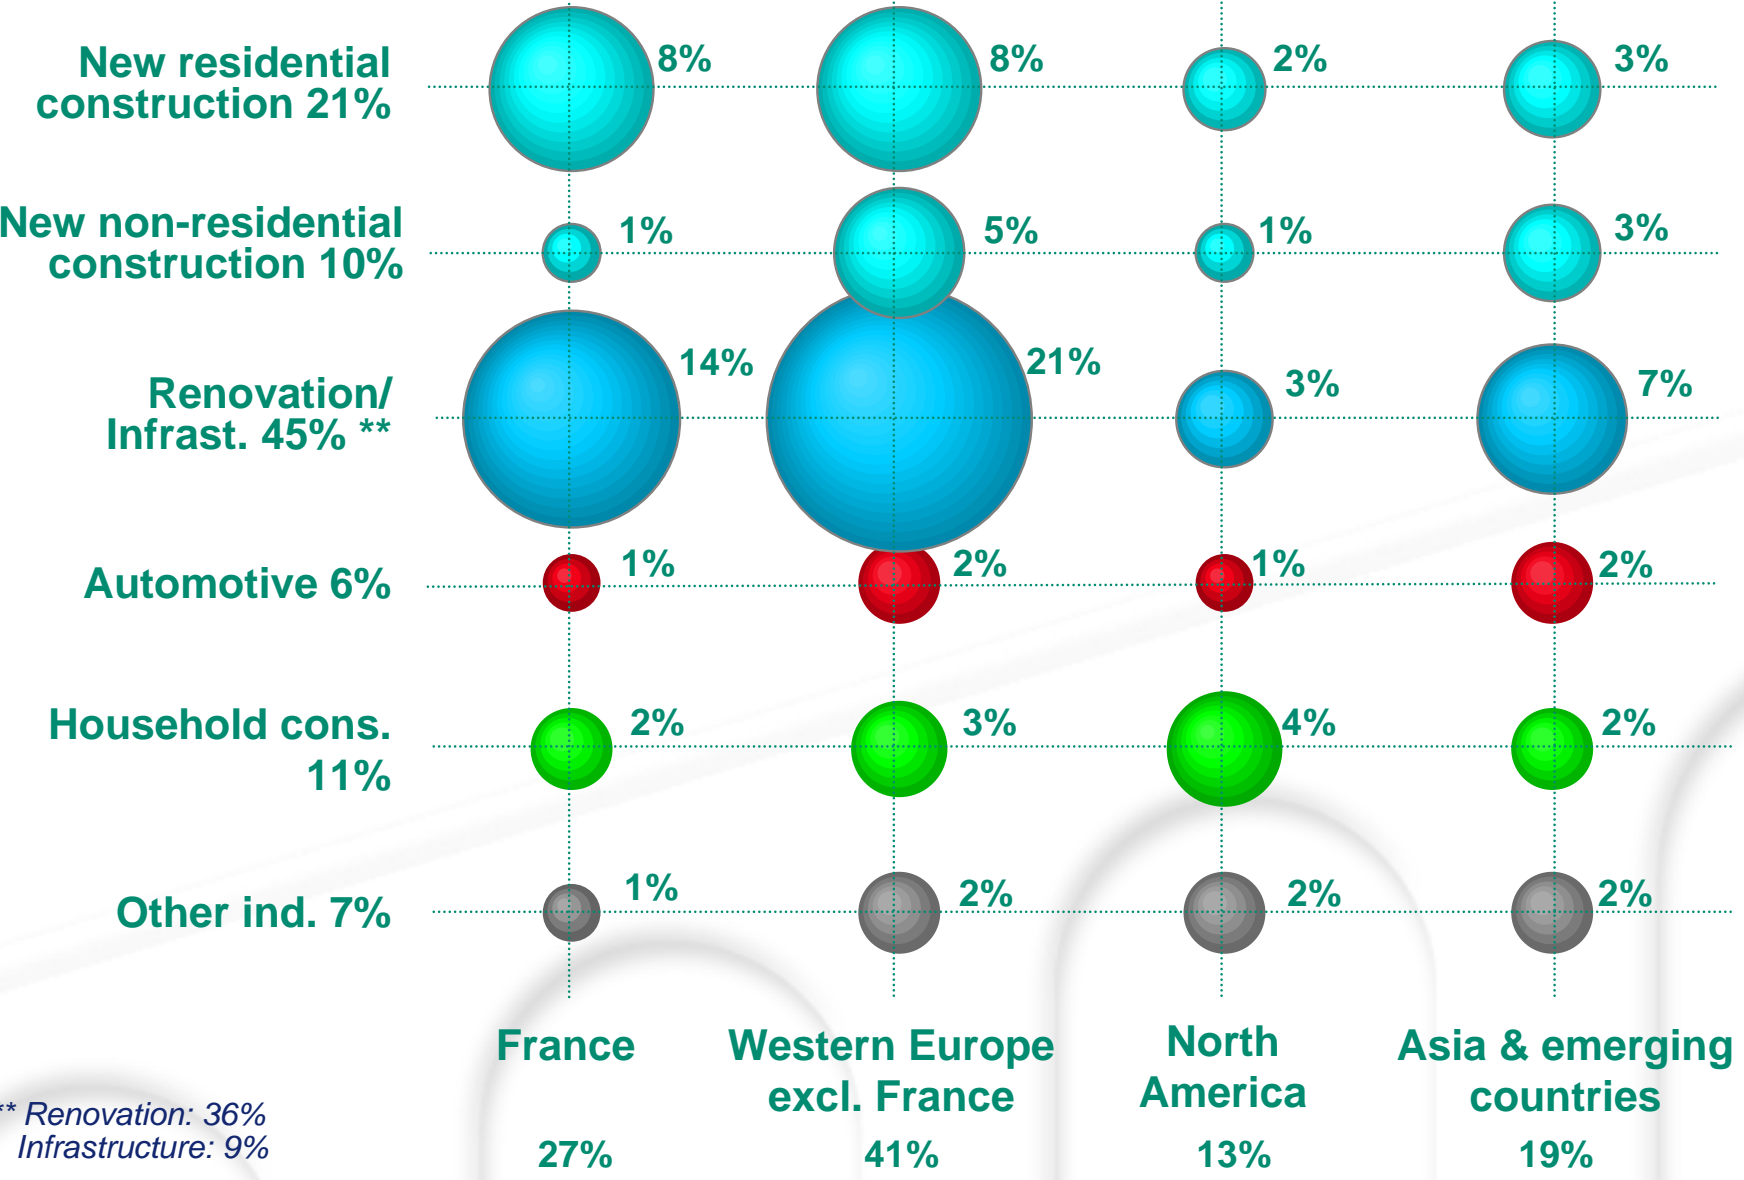 New residential
construction 21%
8%
8%
2%
3%
New non-residential
construction 10%
1%
5%
1%
3%
Renovation/
Infrast. 45% **
14%
21%
3%
7%
Automotive 6%
1%
2%
1%
2%
Household cons.
11%
2%
3%
4%
2%
Other ind. 7%
1%
2%
2%
2%
France
Western Europe
excl. France
North
America
Asia & emerging
countries
27%
41%
13%
19%
** Renovation: 36%
Infrastructure: 9%